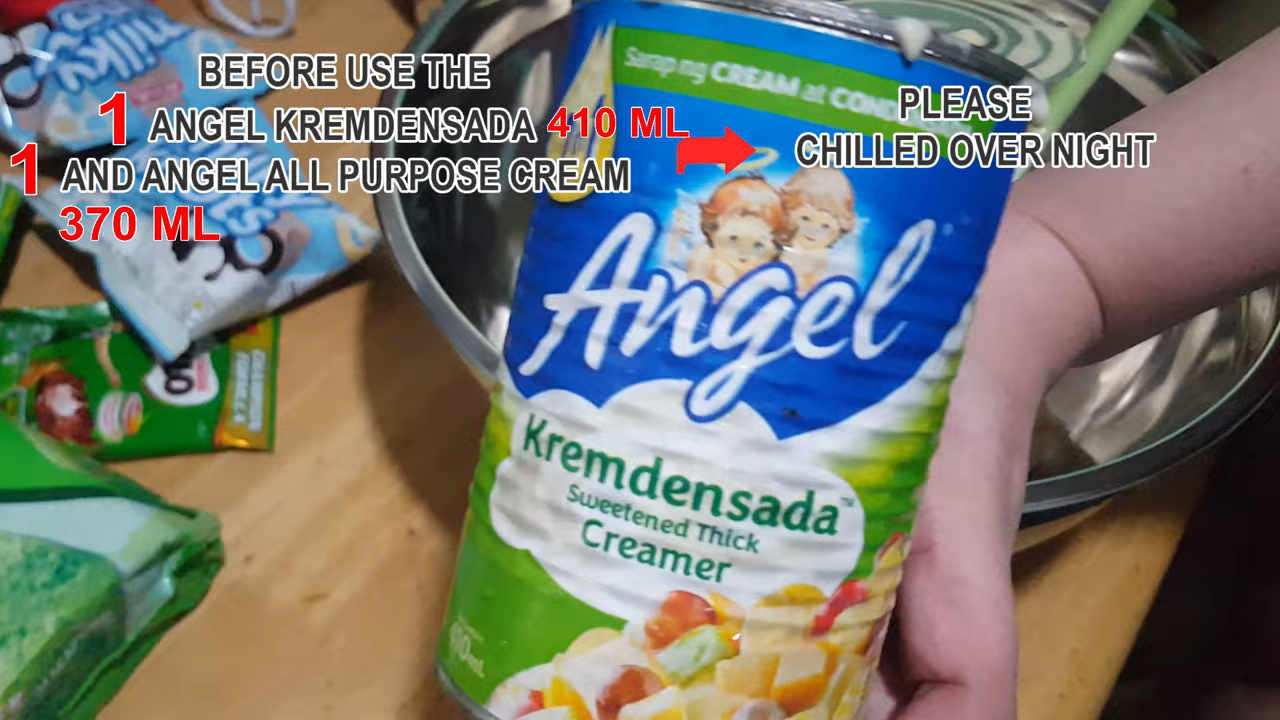 BEFORE USE THE
1 ANGEL KREMDENSADA 410 ML
1 AND ANGEL ALL PURPOSE CREAM
370 ML
PLEASE
CHILLED OVER NIGHT
Sarap ng CREAM at
Angel
Kremdensada™
Sweetened Thick
Creamer
milky